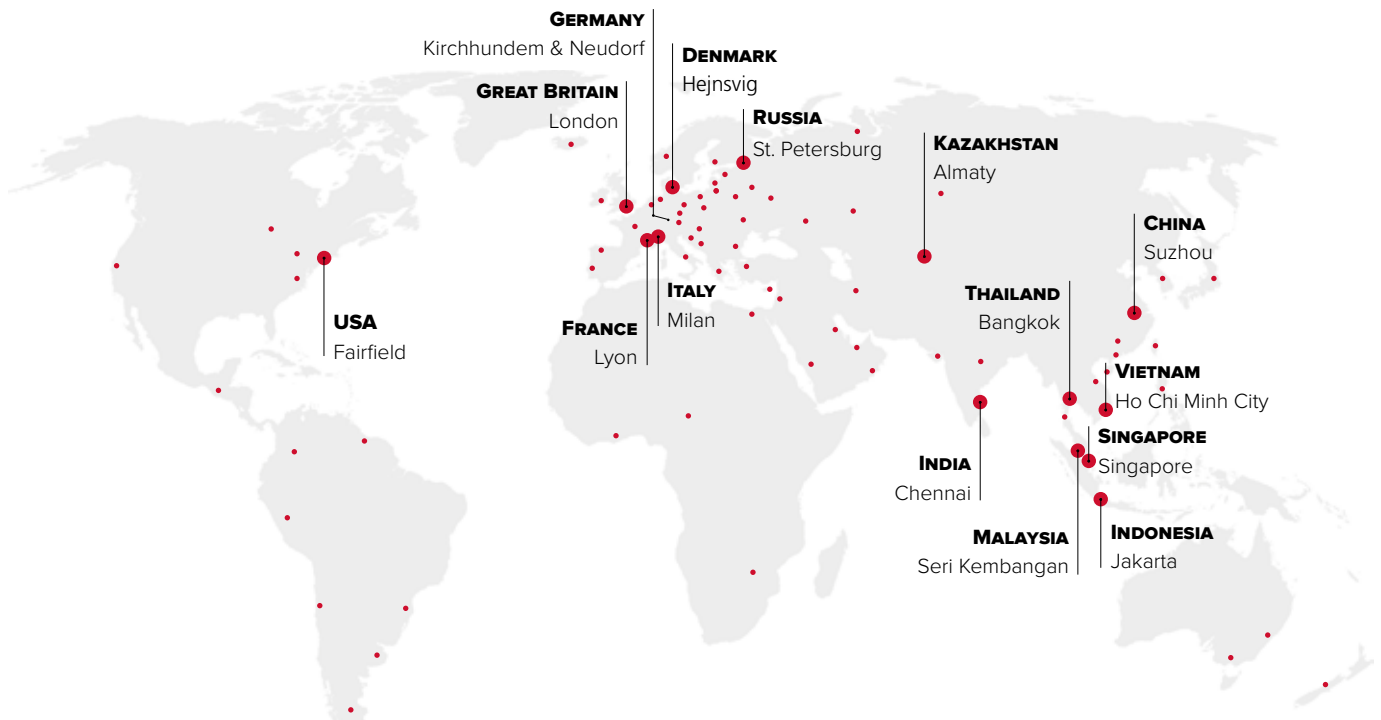 GERMANY
Kirchhundem & Neudorf
DENMARK
Hejnsvig
GREAT BRITAIN
London
RUSSIA
St. Petersburg
KAZAKHSTAN
Almaty
CHINA
Suzhou
THAILAND
Bangkok
ITALY
Milan
FRANCE
Lyon
USA
Fairfield
VIETNAM
Ho Chi Minh City
SINGAPORE
Singapore
INDIA
Chennai
MALAYSIA
Seri Kembangan
INDONESIA
Jakarta